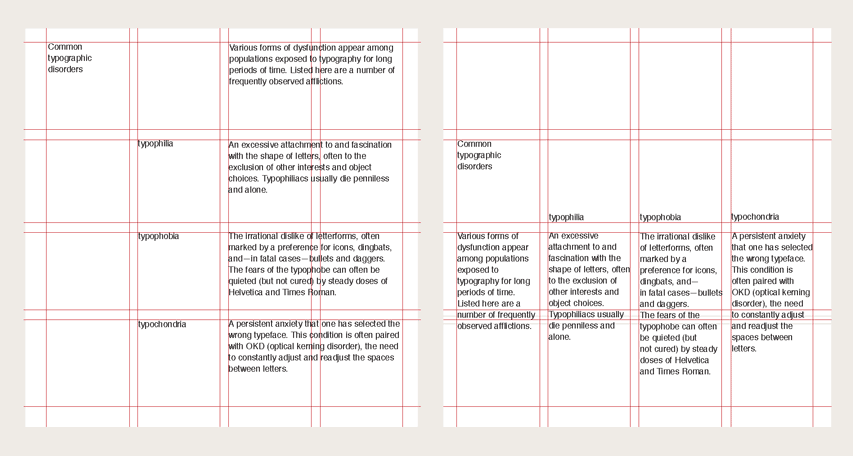 Common
typographic
disorders
Various forms of dysfunction appear among
populations exposed to typography for long
periods of time. Listed here are a number of
frequently observed afflictions.
typophilia
An excessive attachment to and fascination
with the shape of letters, often to the
exclusion of other interests and object
choices. Typophiliacs usually die penniless
and alone.
typophobia
The irrational dislike of letterforms, often
marked by a preference for icons, dingbats,
and—in fatal cases—bullets and daggers.
The fears of the typophobe can often be
quieted (but not cured) by steady doses of
Helvetica and Times Roman.
typochondria
A persistent anxiety that one has selected the
wrong typeface. This condition is often paired
with OKD (optical kerning disorder), the need
to constantly adjust and readjust the spaces
between letters.
Common
typographic
disorders
Various forms of
dysfunction appear
among populations
exposed to
typography for long
periods of time.
Listed here are a
number of frequently
observed afflictions.
typophilia
An excessive
attachment to and
fascination with the
shape of letters, often
to the exclusion of
other interests and
object choices.
Typophiliacs usually
die penniless and
alone.
typophobia
The irrational dislike
of letterforms, often
marked by a
preference for icons,
dingbats, and—
in fatal cases—bullets
and daggers.
The fears of the
typophobe can often
be quieted (but
not cured) by steady
doses of Helvetica
and Times Roman.
typochondria
A persistent anxiety
that one has selected
the wrong typeface.
This condition is
often paired with
OKD (optical kerning
disorder), the need
to constantly adjust
and readjust the
spaces between
letters.